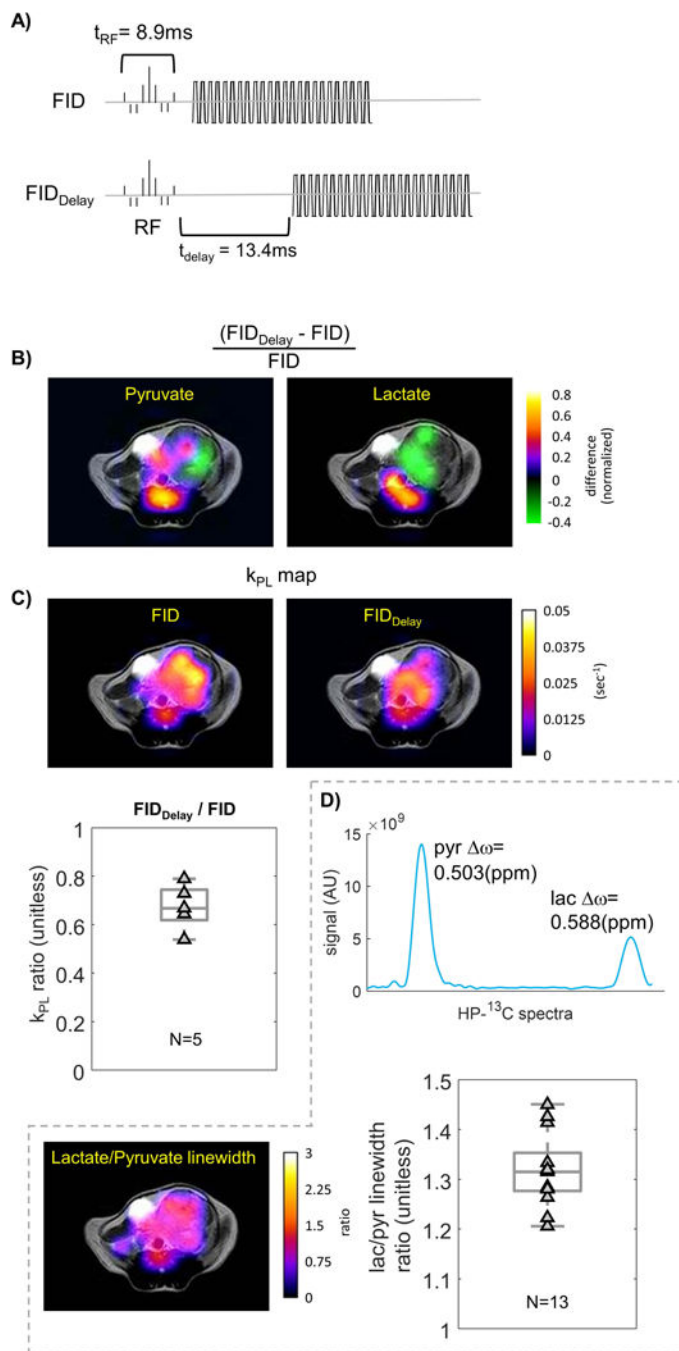 A)
t_RF= 8.9ms
FID
FID_Delay
RF
t_delay = 13.4ms
(FID_Delay - FID)
FID
B)
Pyruvate
Lactate
0.8
0.6
0.4
0.2
0
-0.2
-0.4
difference
(normalized)
k_PL map
C)
FID
FID_Delay
0.05
0.0375
0.025
0.0125
0
(sec⁻¹)
FID_Delay / FID
1
0.8
0.6
0.4
0.2
0
k_PL ratio (unitless)
N=5
D)
×10⁹
15
10
5
0
signal (AU)
pyr Δω=
0.503(ppm)
lac Δω=
0.588(ppm)
HP-¹³C spectra
Lactate/Pyruvate linewidth
3
2.25
1.5
0.75
0
ratio
1.5
1.4
1.3
1.2
1.1
1
lac/pyr linewidth
ratio (unitless)
N=13